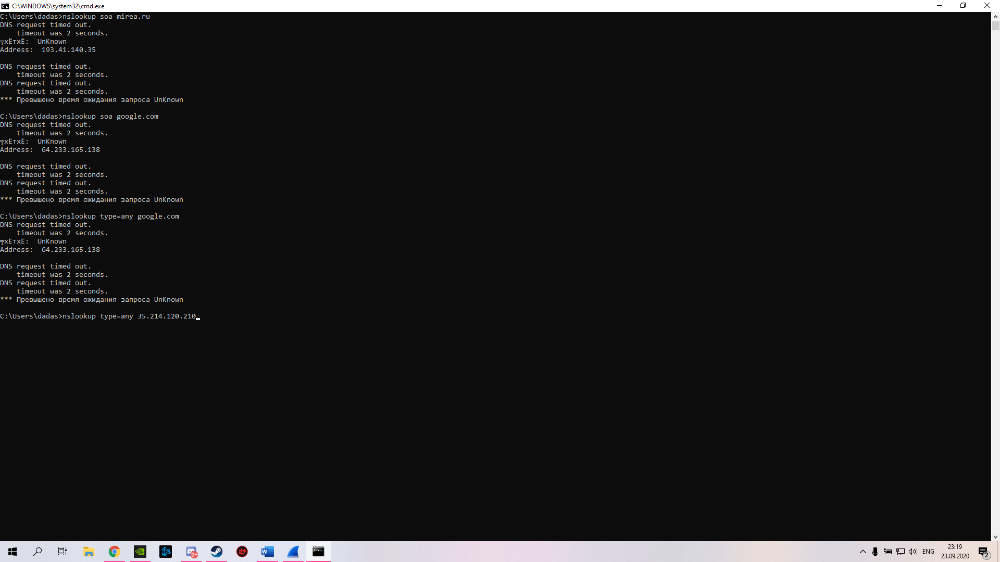 C:\WINDOWS\system32\cmd.exe
C:\Users\dadas>nslookup soa mirea.ru
DNS request timed out.
    timeout was 2 seconds.
╤хЁтхЁ:  UnKnown
Address:  193.41.140.35

DNS request timed out.
    timeout was 2 seconds.
DNS request timed out.
    timeout was 2 seconds.
*** Превышено время ожидания запроса UnKnown

C:\Users\dadas>nslookup soa google.com
DNS request timed out.
    timeout was 2 seconds.
╤хЁтхЁ:  UnKnown
Address:  64.233.165.138

DNS request timed out.
    timeout was 2 seconds.
DNS request timed out.
    timeout was 2 seconds.
*** Превышено время ожидания запроса UnKnown

C:\Users\dadas>nslookup type=any google.com
DNS request timed out.
    timeout was 2 seconds.
╤хЁтхЁ:  UnKnown
Address:  64.233.165.138

DNS request timed out.
    timeout was 2 seconds.
DNS request timed out.
    timeout was 2 seconds.
*** Превышено время ожидания запроса UnKnown

C:\Users\dadas>nslookup type=any 35.214.120.210
9+
W
ENG
23:19
23.09.2020
2